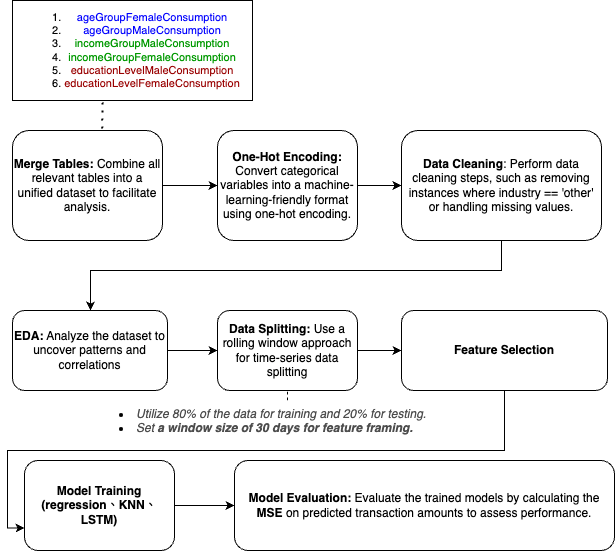 1. ageGroupFemaleConsumption
2. ageGroupMaleConsumption
3. incomeGroupMaleConsumption
4. incomeGroupFemaleConsumption
5. educationLevelMaleConsumption
6. educationLevelFemaleConsumption
Merge Tables: Combine all
relevant tables into a
unified dataset to facilitate
analysis.
One-Hot Encoding:
Convert categorical
variables into a machine-
learning-friendly format
using one-hot encoding.
Data Cleaning: Perform data
cleaning steps, such as removing
instances where industry == 'other'
or handling missing values.
EDA: Analyze the dataset to
uncover patterns and
correlations
Data Splitting: Use a
rolling window approach
for time-series data
splitting
Feature Selection
• Utilize 80% of the data for training and 20% for testing.
• Set a window size of 30 days for feature framing.
Model Training
(regression、KNN、
LSTM)
Model Evaluation: Evaluate the trained models by calculating the
MSE on predicted transaction amounts to assess performance.